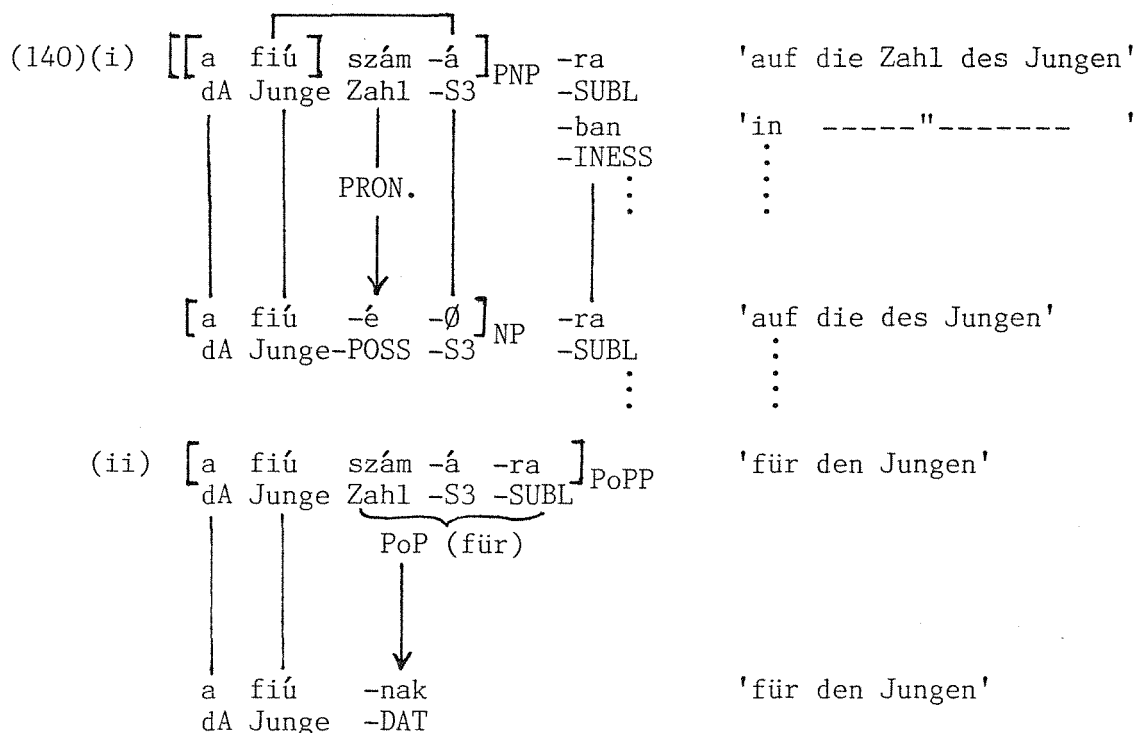 (140)(i) [[a fiú] szám -á]PNP -ra 'auf die Zahl des Jungen'
dA Junge Zahl -S3 -SUBL
-ban 'in -----"------- '
-INESS
PRON.
[a fiú -é -Ø]NP -ra 'auf die des Jungen'
dA Junge-POSS -S3 -SUBL
(ii) [a fiú szám -á -ra]PoPP 'für den Jungen'
dA Junge Zahl -S3 -SUBL
PoP (für)
a fiú -nak 'für den Jungen'
dA Junge -DAT